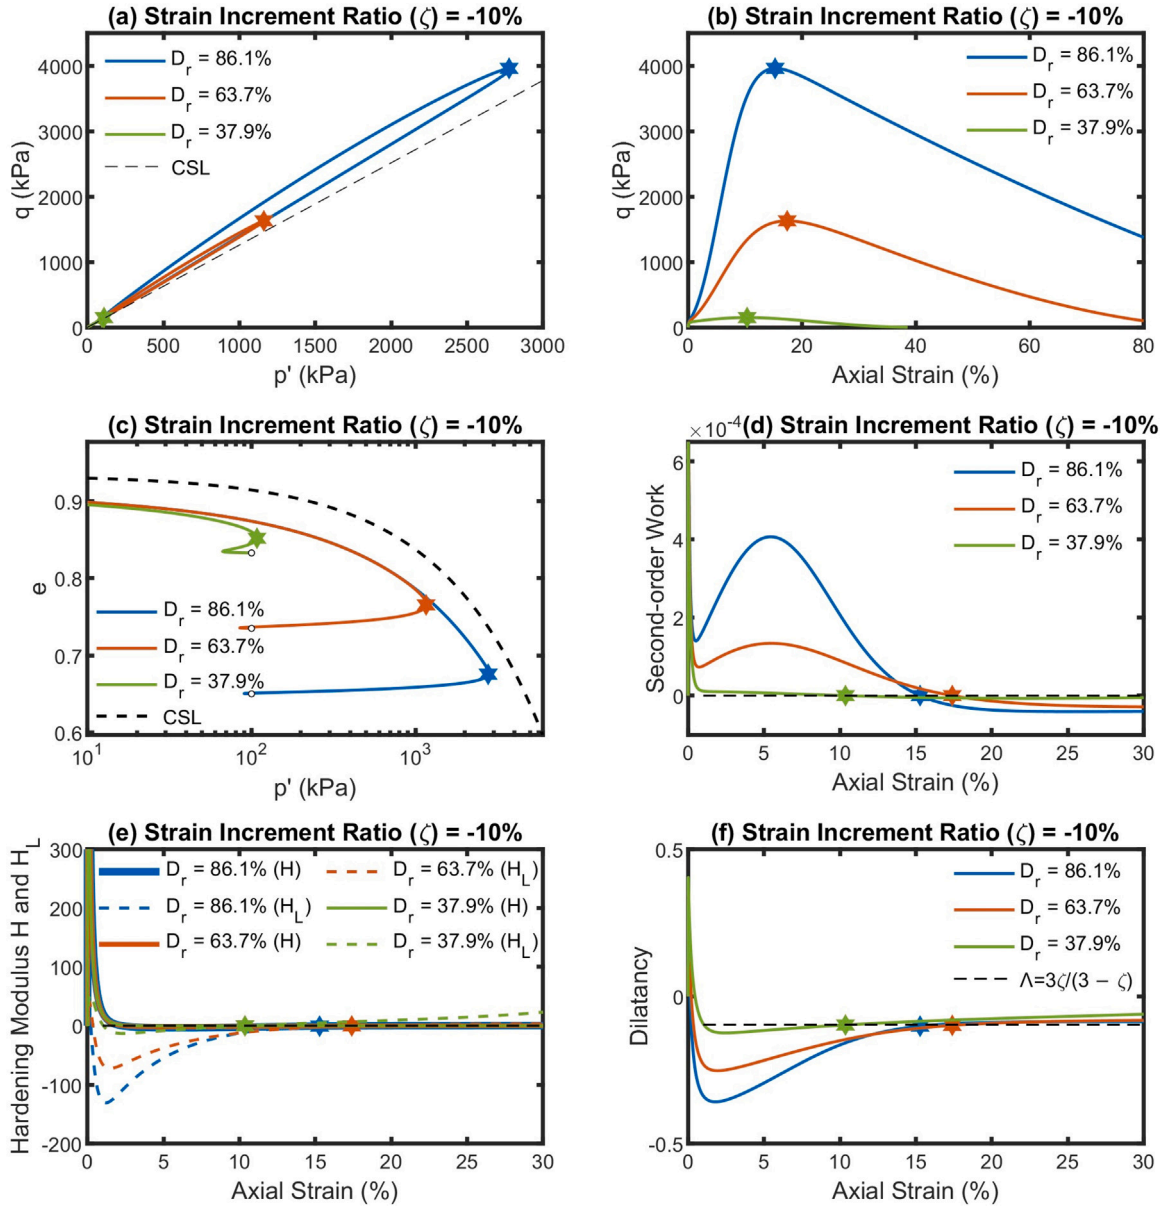 (a) Strain Increment Ratio (ζ) = -10%
q (kPa)
4000
3000
2000
1000
0
D_r = 86.1%
D_r = 63.7%
D_r = 37.9%
CSL
0 500 1000 1500 2000 2500 3000
p' (kPa)
(b) Strain Increment Ratio (ζ) = -10%
q (kPa)
4000
3000
2000
1000
0
D_r = 86.1%
D_r = 63.7%
D_r = 37.9%
0 20 40 60 80
Axial Strain (%)
(c) Strain Increment Ratio (ζ) = -10%
e
0.9
0.8
0.7
0.6
D_r = 86.1%
D_r = 63.7%
D_r = 37.9%
CSL
10^1 10^2 10^3
p' (kPa)
×10^-4
(d) Strain Increment Ratio (ζ) = -10%
Second-order Work
6
4
2
0
D_r = 86.1%
D_r = 63.7%
D_r = 37.9%
0 5 10 15 20 25 30
Axial Strain (%)
(e) Strain Increment Ratio (ζ) = -10%
Hardening Modulus H and H_L
300
200
100
0
-100
-200
D_r = 86.1% (H)
D_r = 86.1% (H_L)
D_r = 63.7% (H)
D_r = 63.7% (H_L)
D_r = 37.9% (H)
D_r = 37.9% (H_L)
0 5 10 15 20 25 30
Axial Strain (%)
(f) Strain Increment Ratio (ζ) = -10%
Dilatancy
0.5
0
-0.5
D_r = 86.1%
D_r = 63.7%
D_r = 37.9%
Λ=3ζ/(3 − ζ)
0 5 10 15 20 25 30
Axial Strain (%)